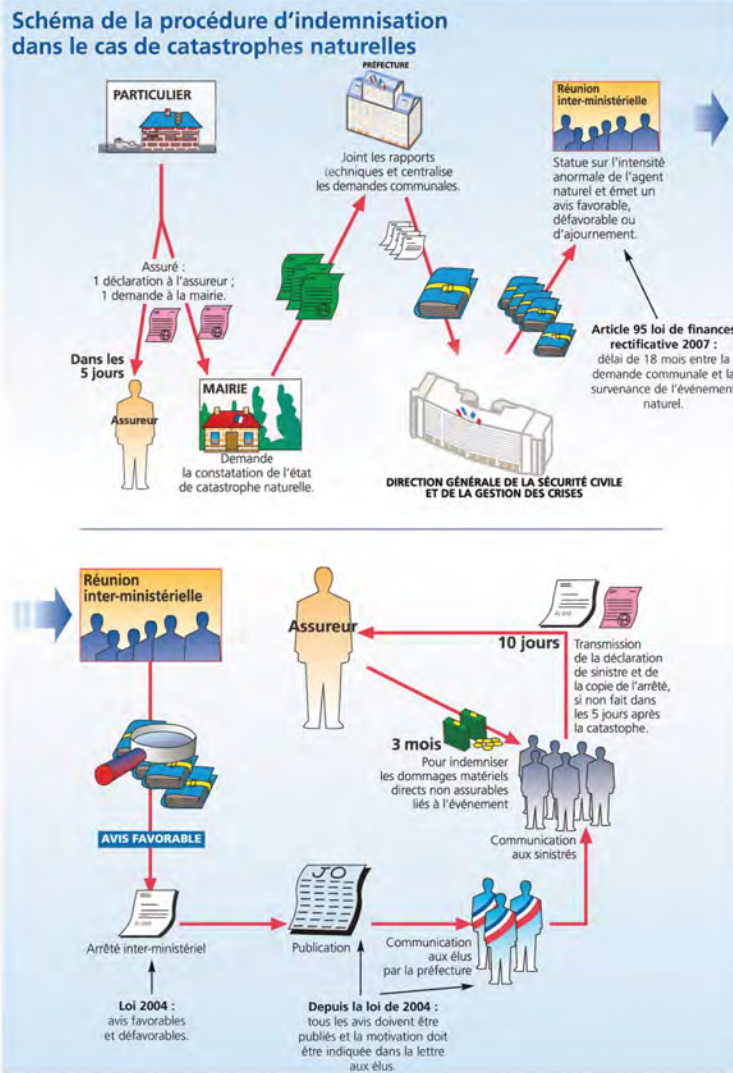 Schéma de la procédure d'indemnisation
dans le cas de catastrophes naturelles
PARTICULIER
Assuré :
1 déclaration à l'assureur ;
1 demande à la mairie.
Dans les
5 jours
Assureur
MAIRIE
Demande
la constatation de l'état
de catastrophe naturelle.
PRÉFECTURE
Joint les rapports
techniques et centralise
les demandes communales.
DIRECTION GÉNÉRALE DE LA SÉCURITÉ CIVILE
ET DE LA GESTION DES CRISES
Réunion
inter-ministérielle
Statue sur l'intensité
anormale de l'agent
naturel et émet un
avis favorable,
défavorable ou
d'ajournement.
Article 95 loi de finances
rectificative 2007 :
délai de 18 mois entre la
demande communale et la
survenance de l'événement
naturel.
Réunion
inter-ministérielle
AVIS FAVORABLE
Arrêté inter-ministériel
Loi 2004 :
avis favorables
et défavorables.
JO
Publication
Depuis la loi de 2004 :
tous les avis doivent être
publiés et la motivation doit
être indiquée dans la lettre
aux élus.
Communication
aux élus
par la préfecture
Communication
aux sinistrés
10 jours
Transmission
de la déclaration
de sinistre et de
la copie de l'arrêté,
si non fait dans
les 5 jours après
la catastophe.
Assureur
3 mois
Pour indemniser
les dommages matériels
directs non assurables
liés à l'événement